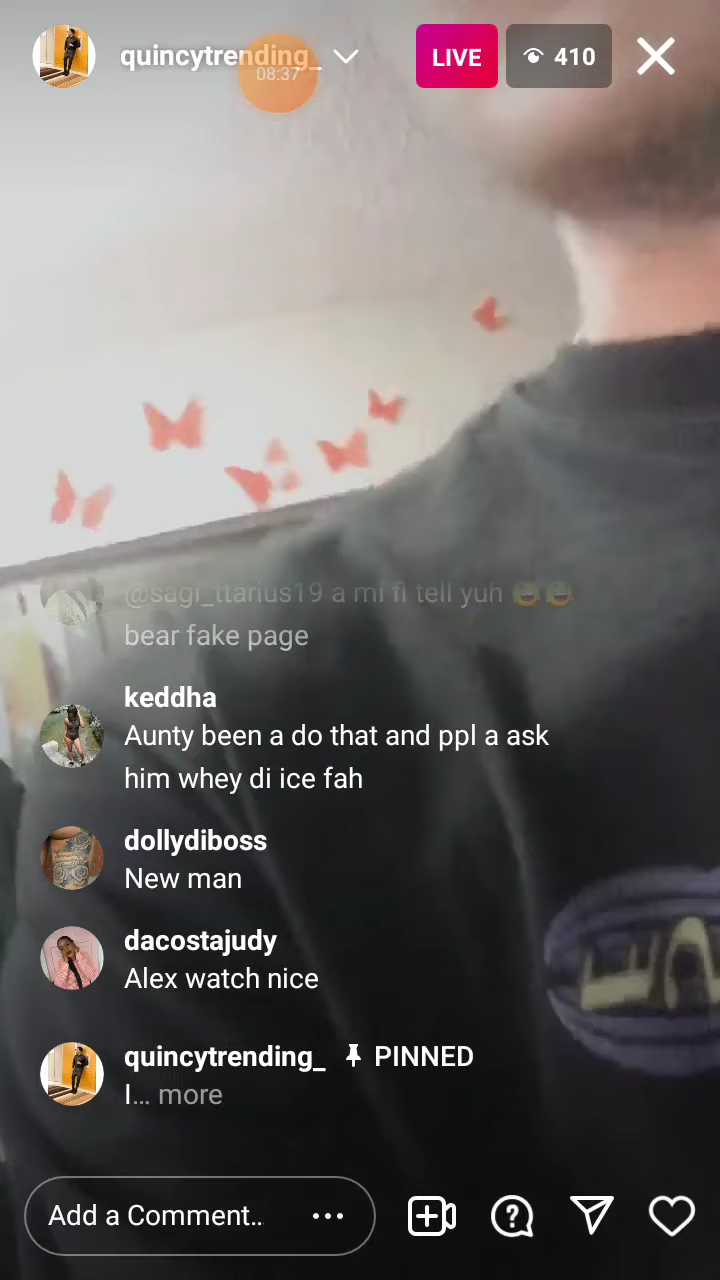 quincytrending_
08:37
LIVE
410
@sagi_ttarius19 a mi fi tell yuh 😂😂
bear fake page
keddha
Aunty been a do that and ppl a ask
him whey di ice fah
dollydiboss
New man
dacostajudy
Alex watch nice
quincytrending_ PINNED
I... more
Add a Comment..